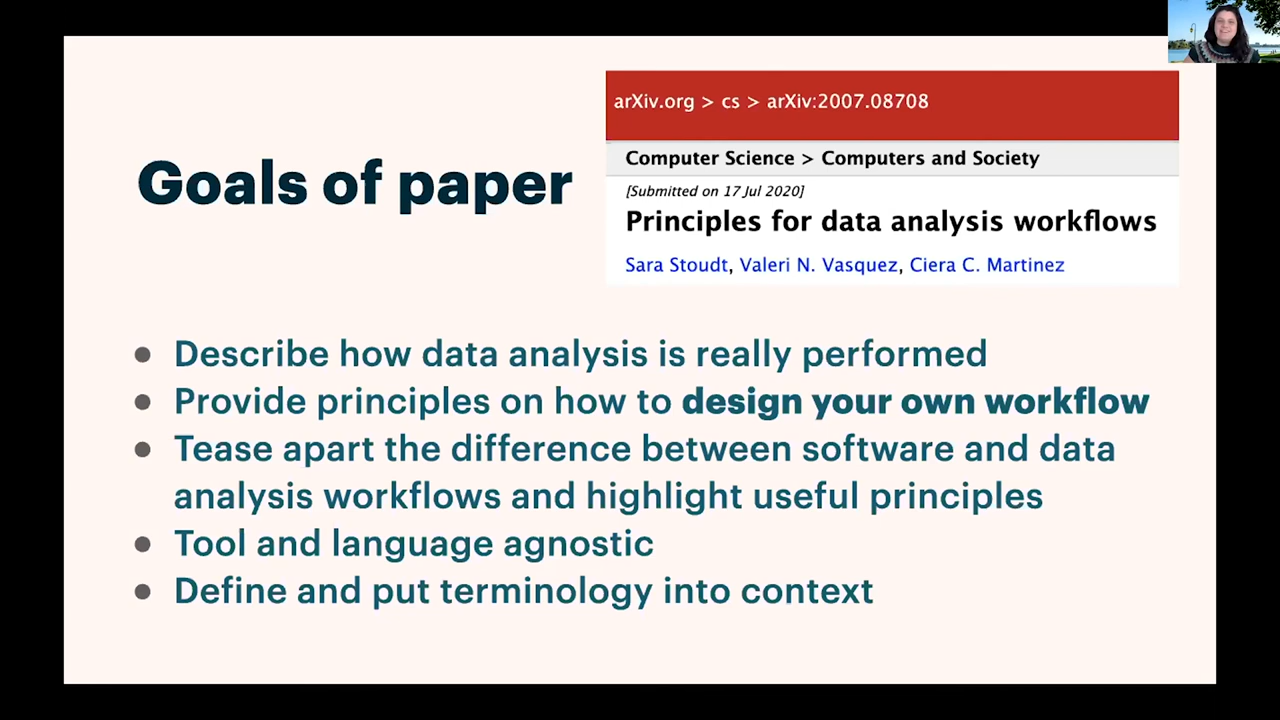 Goals of paper
arXiv.org > cs > arXiv:2007.08708
Computer Science > Computers and Society
[Submitted on 17 Jul 2020]
Principles for data analysis workflows
Sara Stoudt, Valeri N. Vasquez, Ciera C. Martinez
● Describe how data analysis is really performed
● Provide principles on how to design your own workflow
● Tease apart the difference between software and data
analysis workflows and highlight useful principles
● Tool and language agnostic
● Define and put terminology into context